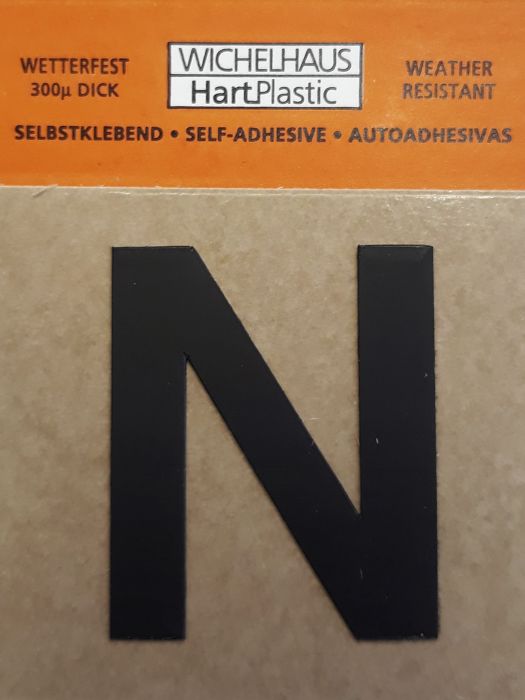 WETTERFEST
300µ DICK
WICHELHAUS
HartPlastic
WEATHER
RESISTANT
SELBSTKLEBEND • SELF-ADHESIVE • AUTOADHESIVAS
N